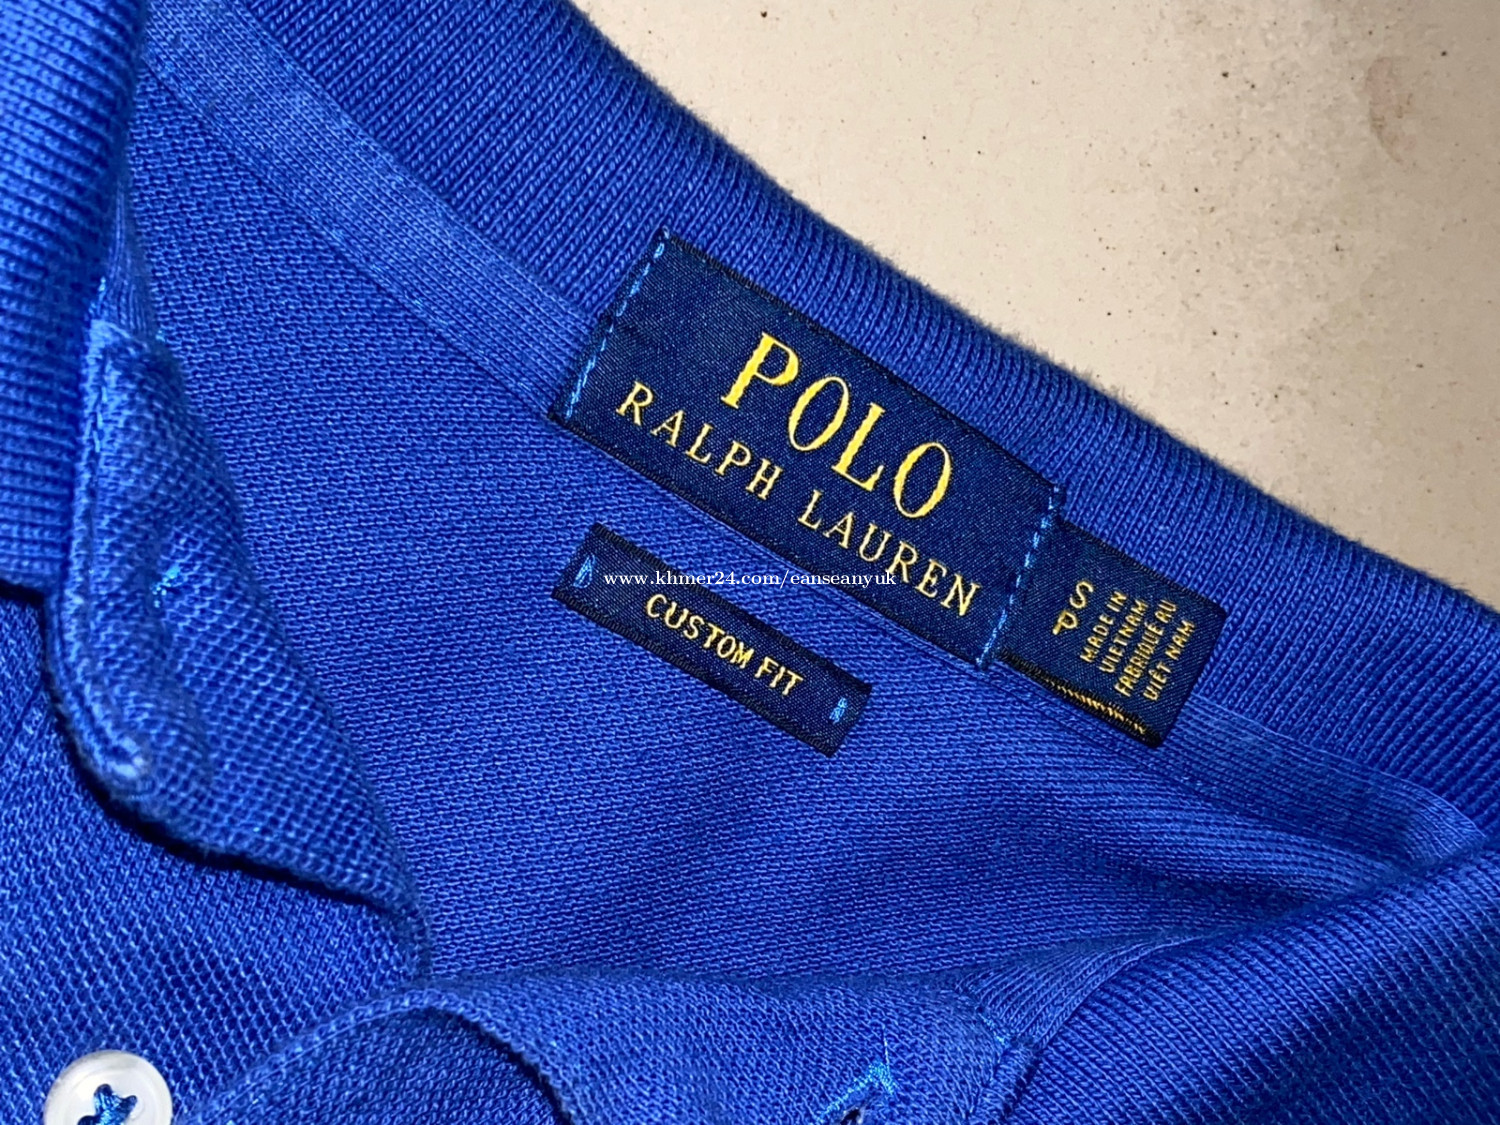 POLO
RALPH LAUREN
S
P
MADE IN
VIETNAM
FABRIQUÉ AU
VIÊT NAM
www.khmer24.com/eanseanyuk
CUSTOM FIT